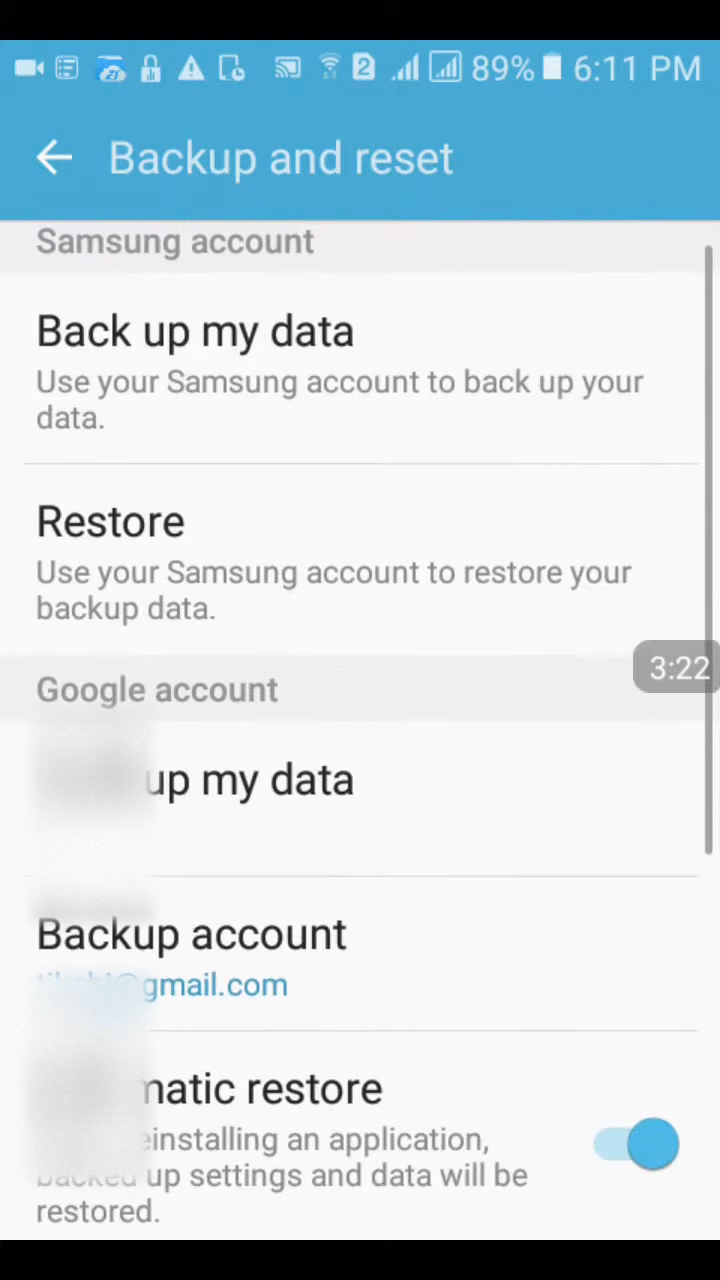 89% 6:11 PM
Backup and reset
Samsung account
Back up my data
Use your Samsung account to back up your
data.
Restore
Use your Samsung account to restore your
backup data.
3:22
Google account
up my data
Backup account
gmail.com
matic restore
einstalling an application,
backed up settings and data will be
restored.